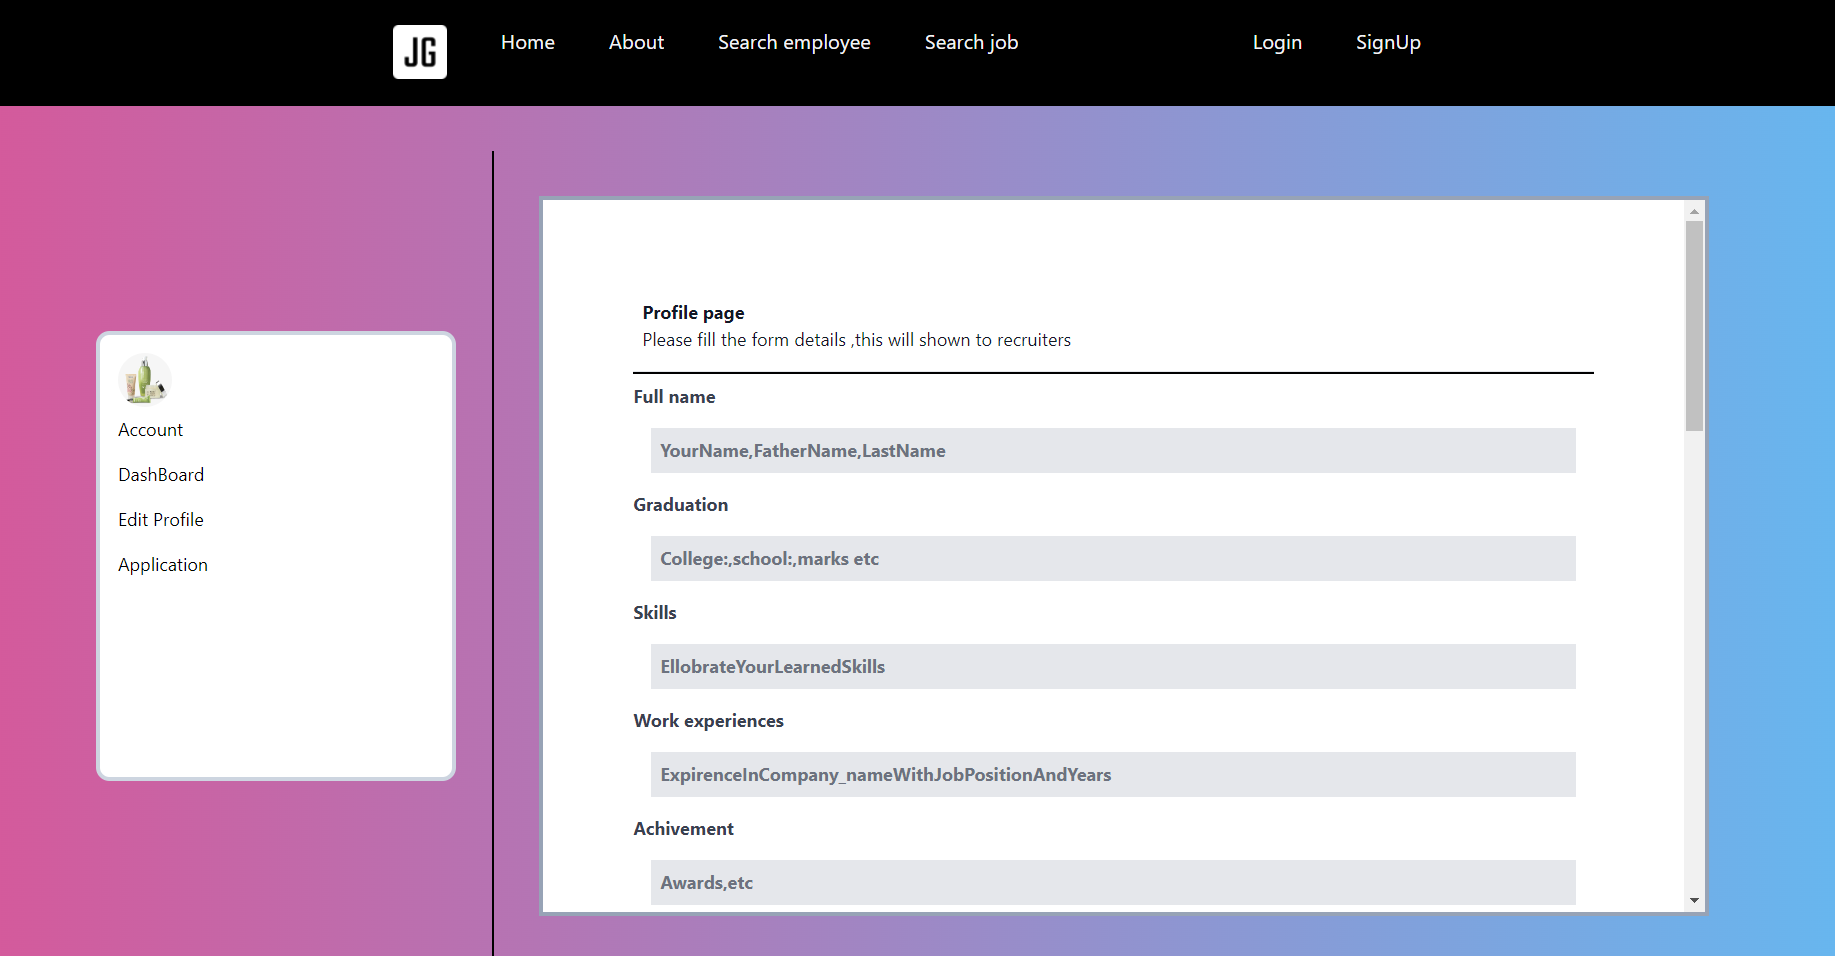 JG
Home About Search employee Search job Login SignUp
Account
DashBoard
Edit Profile
Application
Profile page
Please fill the form details ,this will shown to recruiters
Full name
YourName,FatherName,LastName
Graduation
College:,school:,marks etc
Skills
EllobrateYourLearnedSkills
Work experiences
ExpirenceInCompany_nameWithJobPositionAndYears
Achivement
Awards,etc